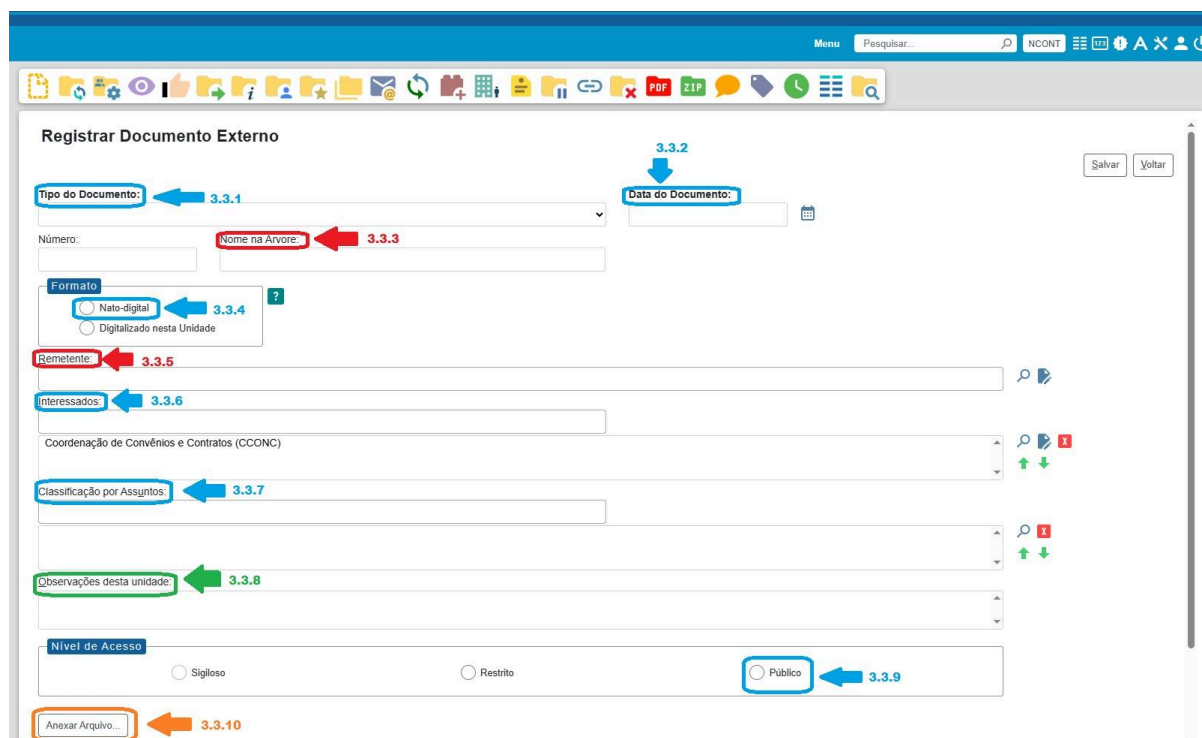 Menu Pesquisar... NCONT 123 A
i @ PDF ZIP
Registrar Documento Externo
3.3.2
Salvar Voltar
Tipo do Documento: 3.3.1 Data do Documento:
Número: Nome na Árvore: 3.3.3
Formato
?
Nato-digital 3.3.4
Digitalizado nesta Unidade
Remetente: 3.3.5
Interessados: 3.3.6
Coordenação de Convênios e Contratos (CCONC)
X
Classificação por Assuntos: 3.3.7
X
Observações desta unidade: 3.3.8
Nível de Acesso
Sigiloso Restrito Público 3.3.9
Anexar Arquivo... 3.3.10